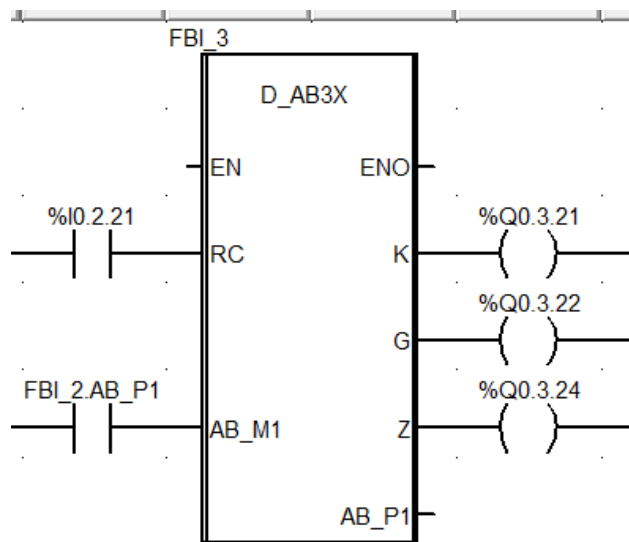 FBI_3
D_AB3X
EN ENO
%I0.2.21 %Q0.3.21
RC K
%Q0.3.22
G
FBI_2.AB_P1 %Q0.3.24
AB_M1 Z
AB_P1